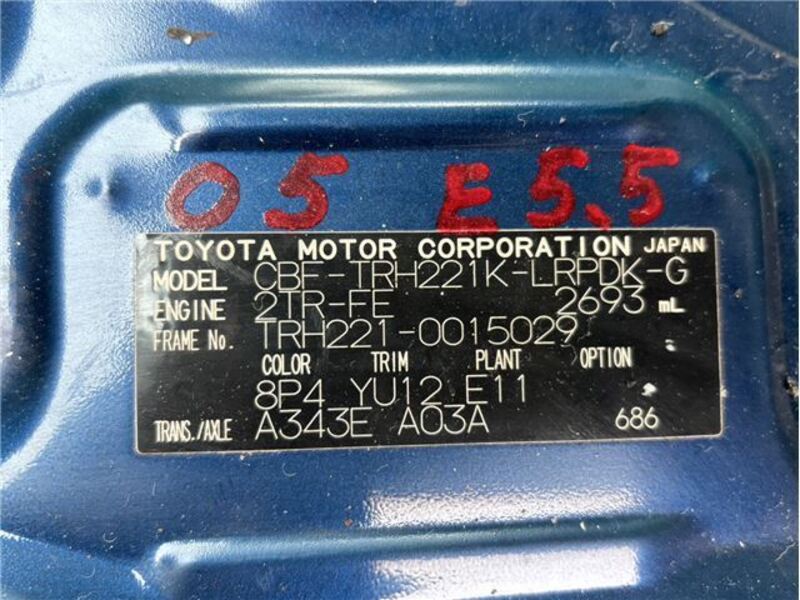 05 E5.5
TOYOTA MOTOR CORPORATION JAPAN
MODEL CBF-TRH221K-LRPDK-G
ENGINE 2TR-FE 2693 mL
FRAME No. TRH221-0015029
COLOR TRIM PLANT OPTION
8P4 YU12 E11
TRANS./AXLE A343E A03A 686